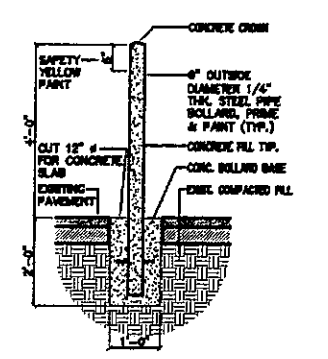 CONCRETE CROWN
SAFETY
YELLOW
PAINT
6"
6" OUTSIDE
DIAMETER 1/4"
THK. STEEL PIPE
BOLLARD, PRIME
& PAINT (TYP.)
4'-0"
CUT 12" ø
FOR CONCRETE
SLAB
CONCRETE FILL TYP.
CONC. BOLLARD BASE
EXISTING
PAVEMENT
EXIST. COMPACTED FILL
2'-0"
1'-0"